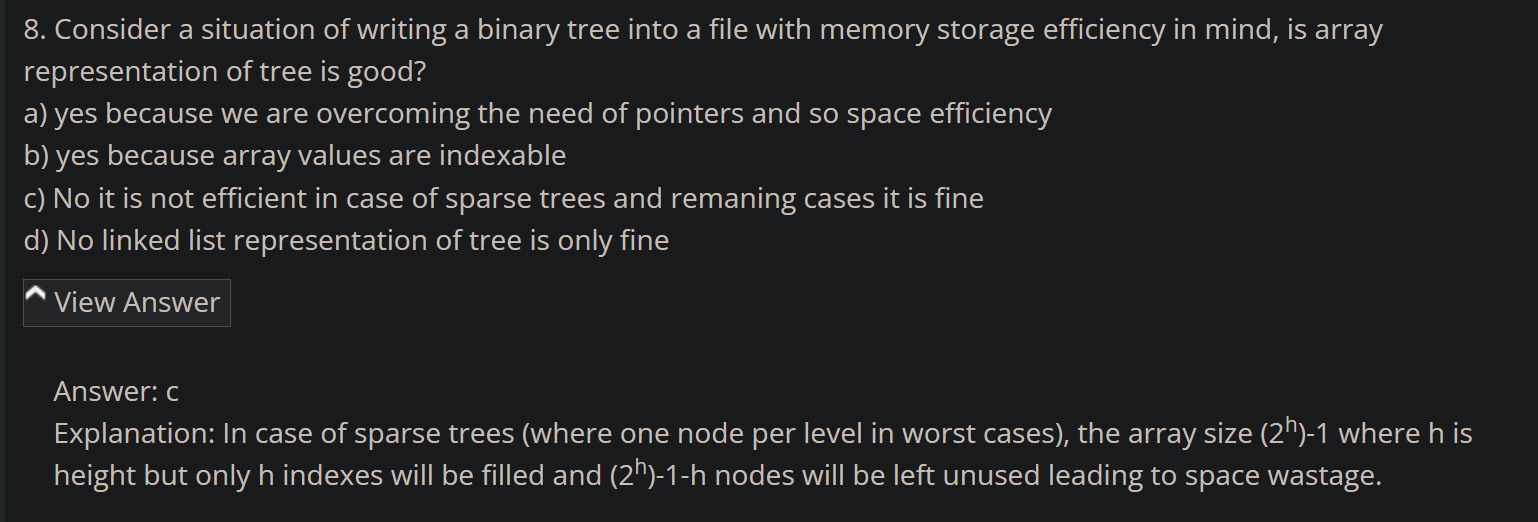 8. Consider a situation of writing a binary tree into a file with memory storage efficiency in mind, is array
representation of tree is good?
a) yes because we are overcoming the need of pointers and so space efficiency
b) yes because array values are indexable
c) No it is not efficient in case of sparse trees and remaning cases it is fine
d) No linked list representation of tree is only fine
View Answer
Answer: c
Explanation: In case of sparse trees (where one node per level in worst cases), the array size (2ʰ)-1 where h is
height but only h indexes will be filled and (2ʰ)-1-h nodes will be left unused leading to space wastage.